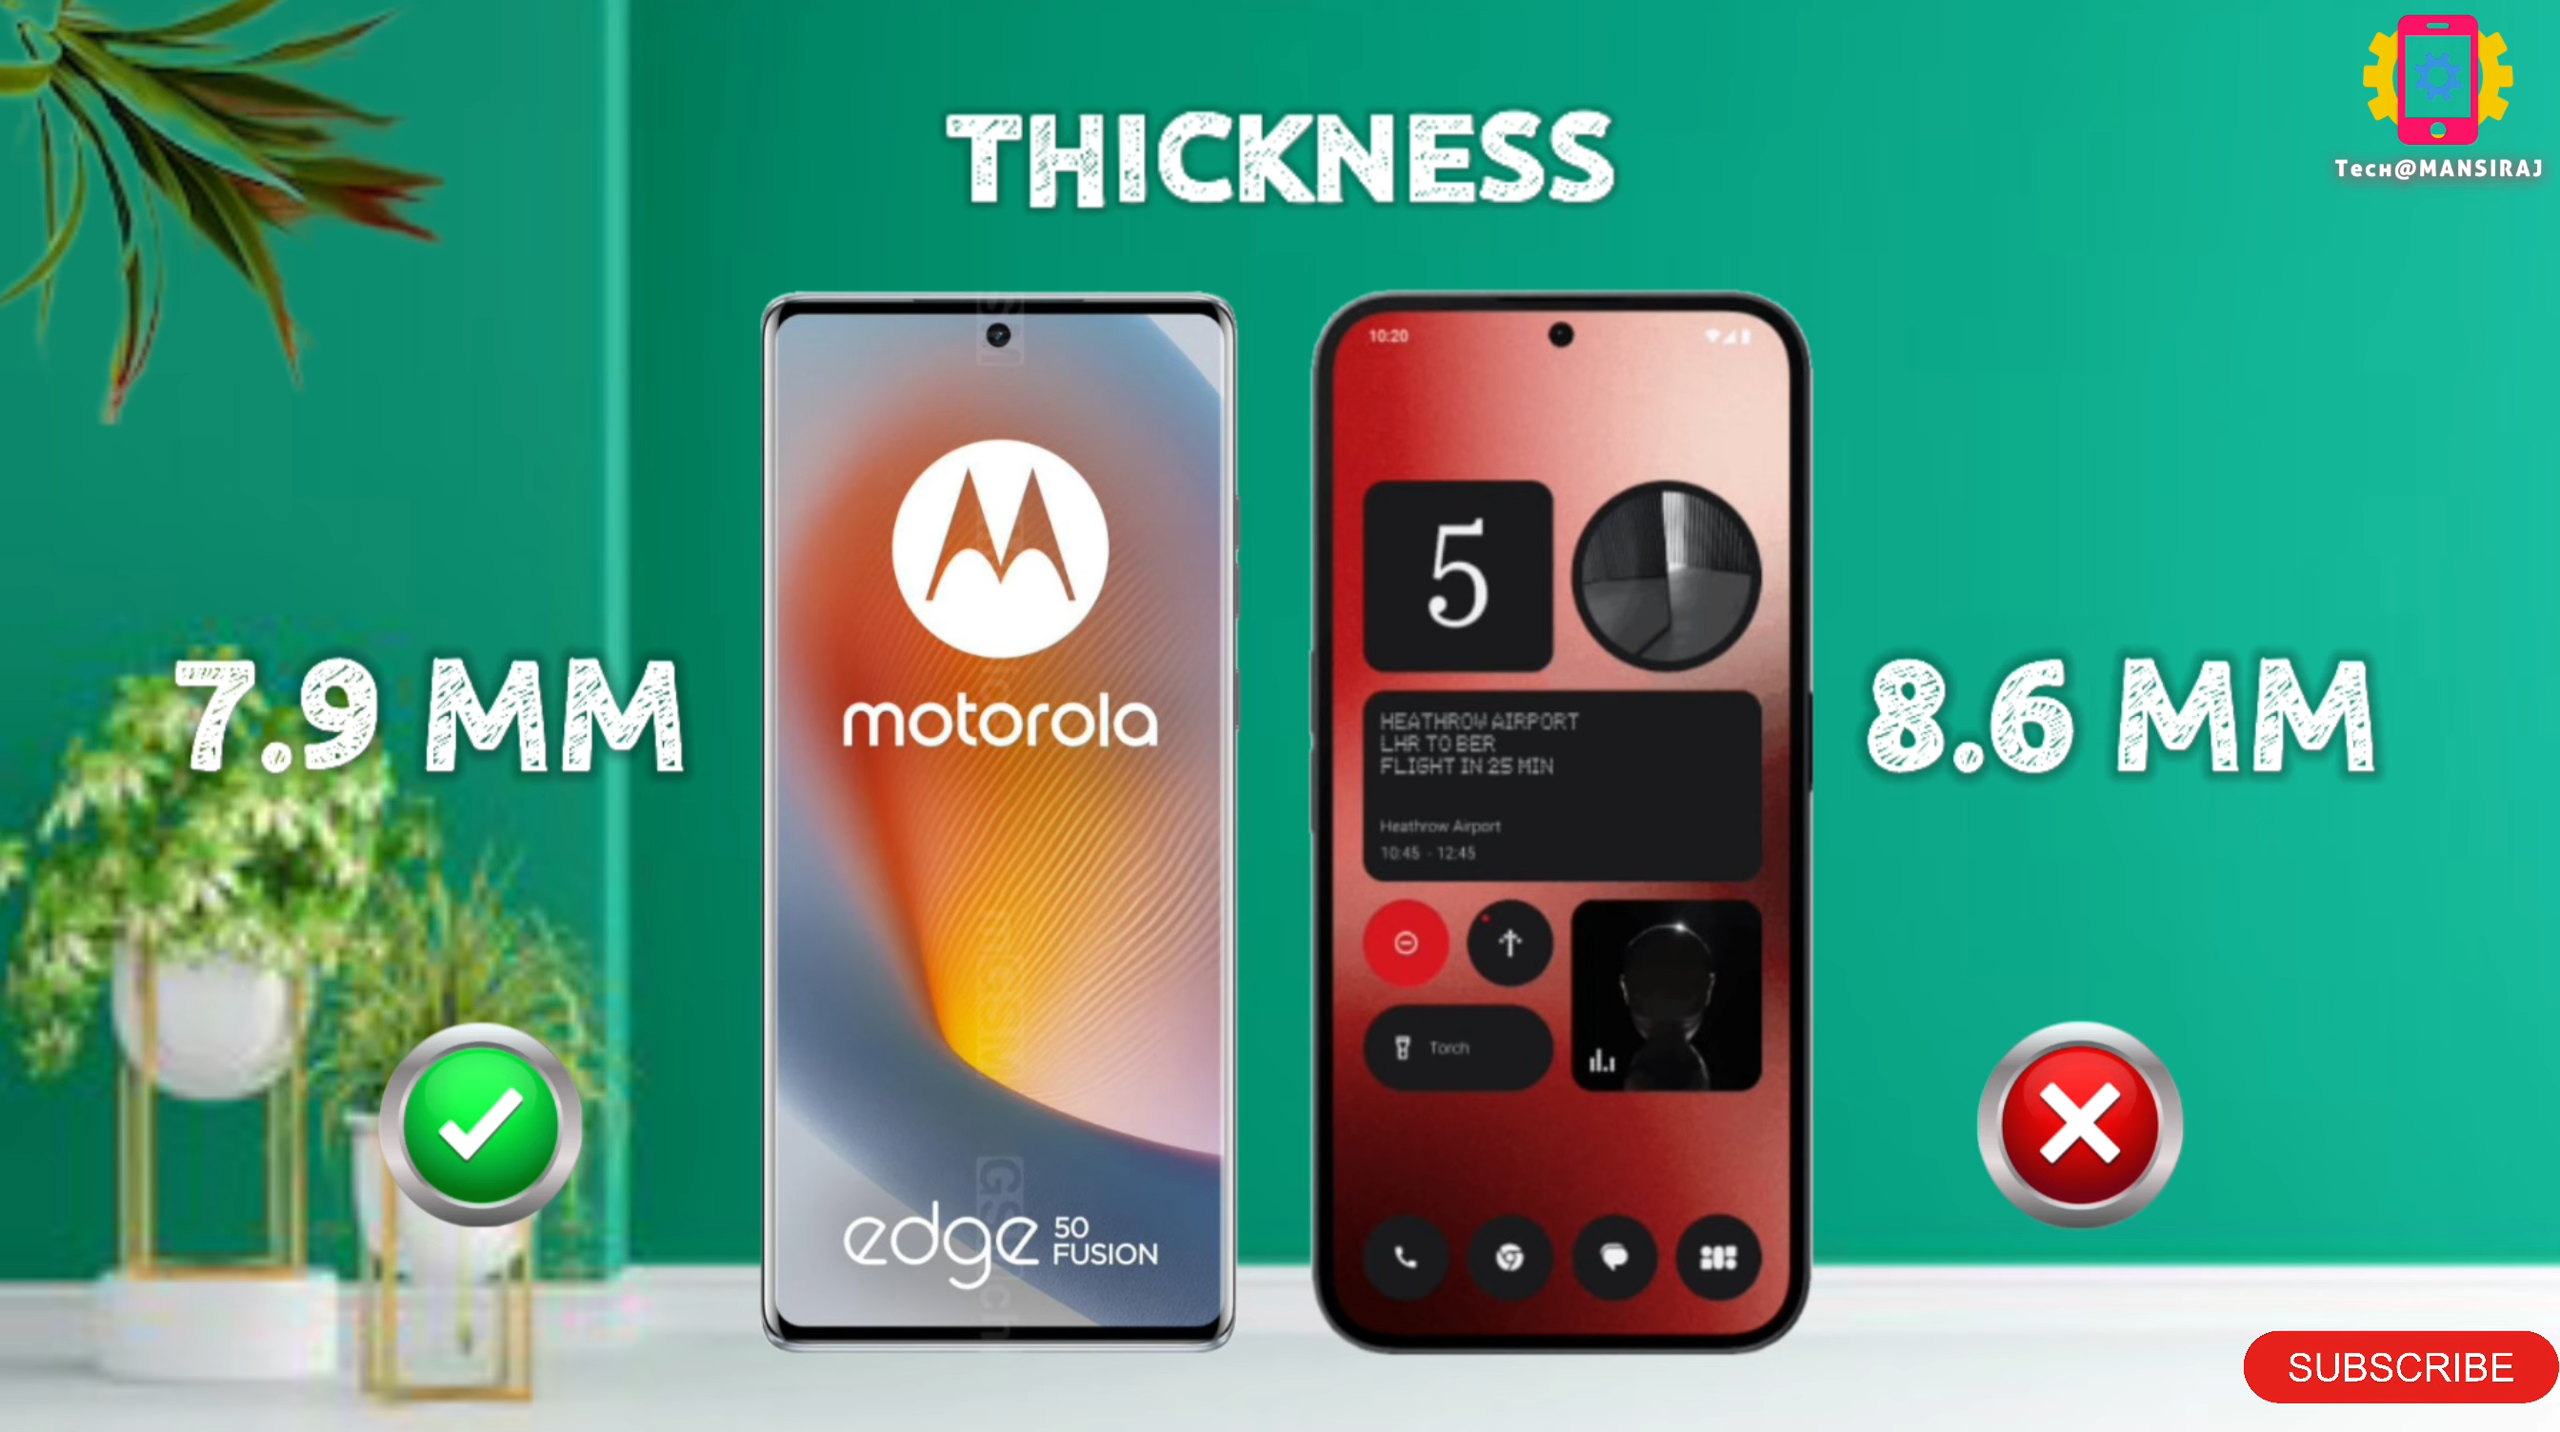 Tech@MANSIRAJ
THICKNESS
7.9 MM
motorola
edge 50 FUSION
10:20
5
HEATHROW AIRPORT
LHR TO BER
FLIGHT IN 25 MIN
Heathrow Airport
10:45 - 12:45
Torch
8.6 MM
SUBSCRIBE